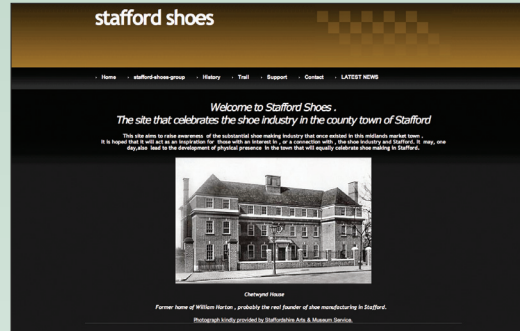 stafford shoes
Home stafford-shoes-group History Trail Support Contact LATEST NEWS
Welcome to Stafford Shoes .
The site that celebrates the shoe industry in the county town of Stafford
This site aims to raise awareness of the substantial shoe making industry that once existed in this midlands market town .
It is hoped that it will act as an inspiration for those with an interest in , or a connection with , the shoe industry and Stafford. It may, one
day,also lead to the development of physical presence in the town that will equally celebrate shoe making in Stafford.
Chetwynd House
Former home of William Horton , probably the real founder of shoe manufacturing in Stafford.
Photograph kindly provided by Staffordshire Arts & Museum Service.